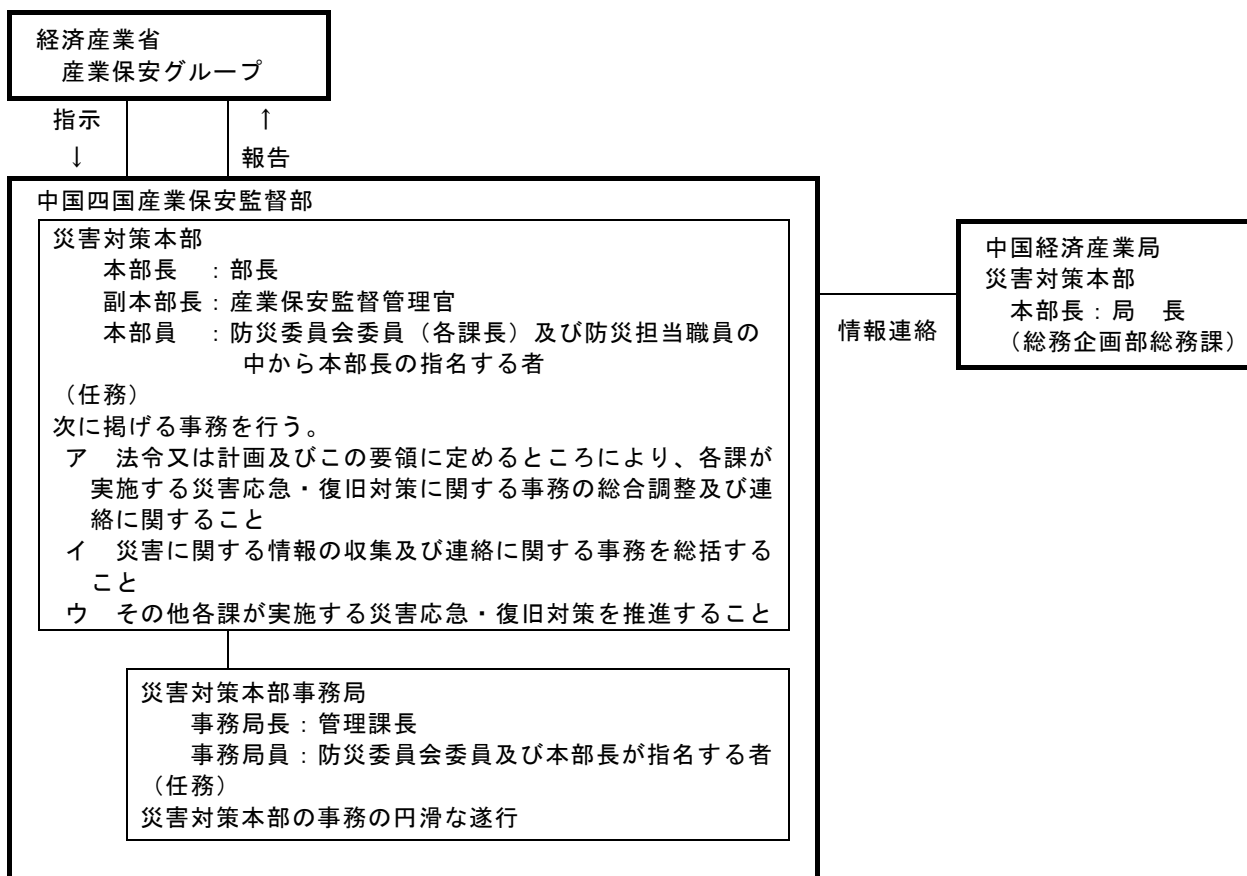 経済産業省
産業保安グループ
指示
↓
↑
報告
中国四国産業保安監督部
災害対策本部
本部長　：部長
副本部長：産業保安監督管理官
本部員　：防災委員会委員（各課長）及び防災担当職員の
中から本部長の指名する者
（任務）
次に掲げる事務を行う。
ア　法令又は計画及びこの要領に定めるところにより、各課が
実施する災害応急・復旧対策に関する事務の総合調整及び連
絡に関すること
イ　災害に関する情報の収集及び連絡に関する事務を総括する
こと
ウ　その他各課が実施する災害応急・復旧対策を推進すること
災害対策本部事務局
事務局長：管理課長
事務局員：防災委員会委員及び本部長が指名する者
（任務）
災害対策本部の事務の円滑な遂行
情報連絡
中国経済産業局
災害対策本部
本部長：局　長
（総務企画部総務課）